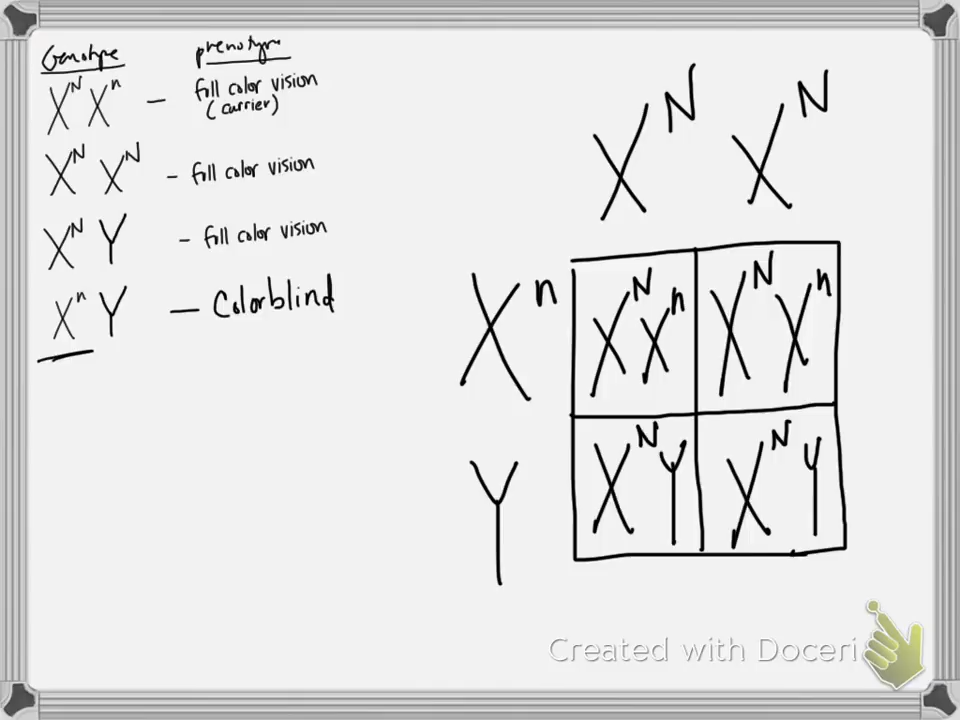 Genotype phenotype
X^N X^n — full color vision
(carrier)
X^N X^N – full color vision
X^N Y – full color vision
X^n Y — Colorblind
X^N X^N
X^n X^N X^n X^N X^n
Y X^N Y X^N Y
Created with Doceri